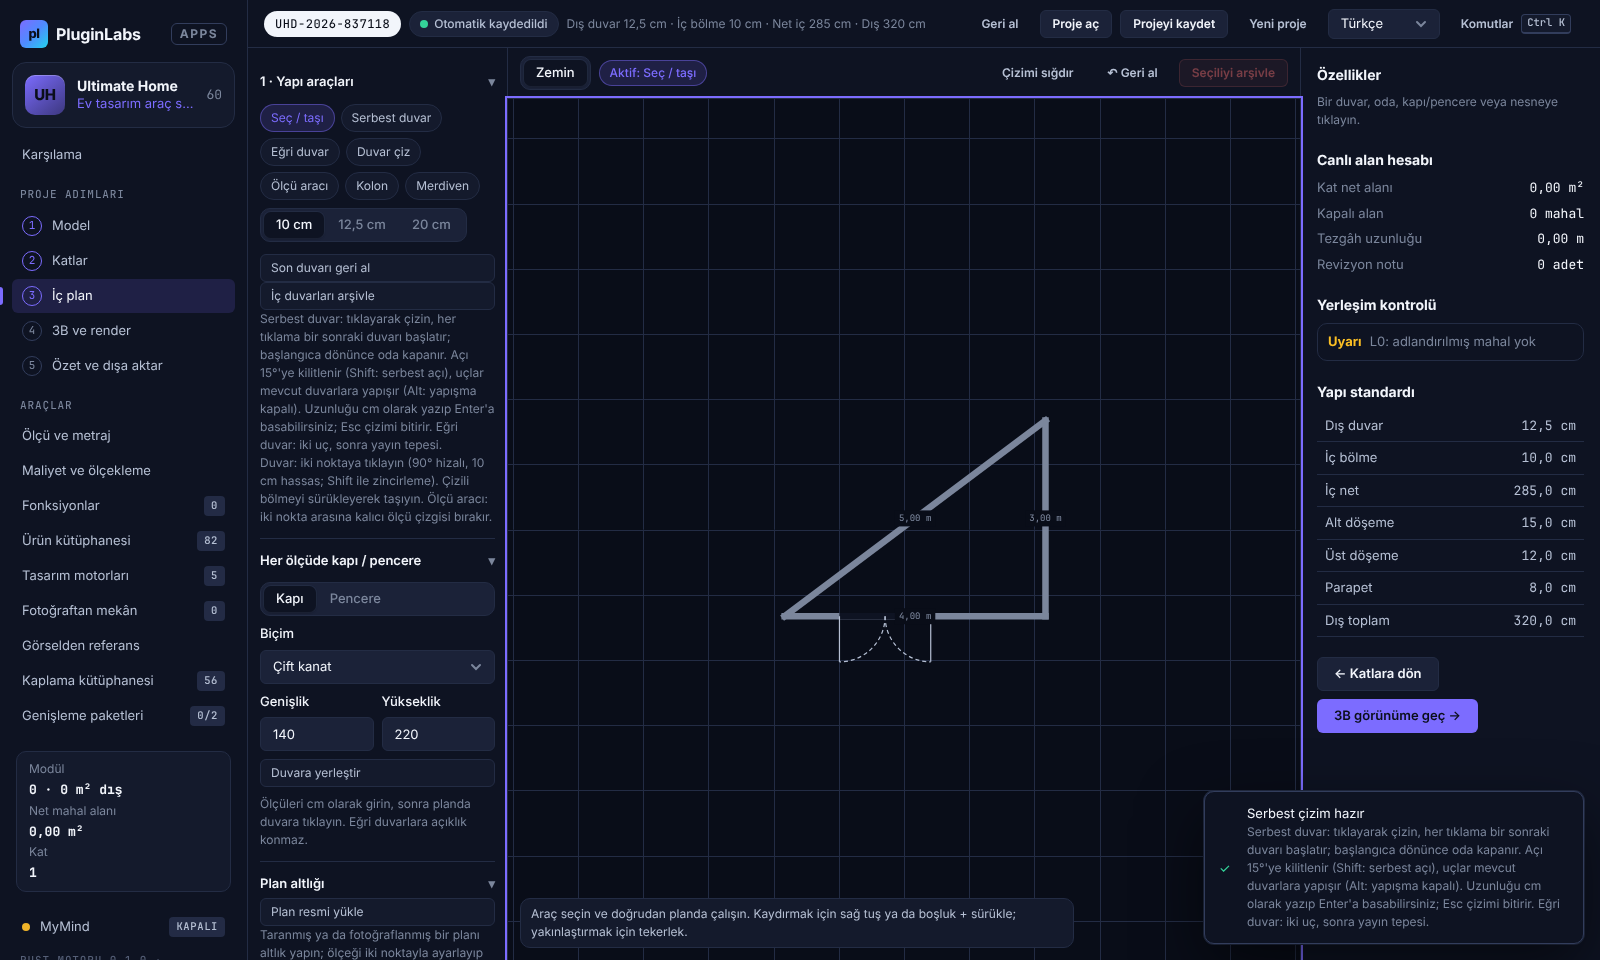 pl PluginLabs APPS
UH Ultimate Home
Ev tasarım araç s... 60
Karşılama
PROJE ADIMLARI
1 Model
2 Katlar
3 İç plan
4 3B ve render
5 Özet ve dışa aktar
ARAÇLAR
Ölçü ve metraj
Maliyet ve ölçekleme
Fonksiyonlar 0
Ürün kütüphanesi 82
Tasarım motorları 5
Fotoğraftan mekân 0
Görselden referans
Kaplama kütüphanesi 56
Genişleme paketleri 0/2
Modül
0 · 0 m² dış
Net mahal alanı
0,00 m²
Kat
1
MyMind KAPALI
UHD-2026-837118 Otomatik kaydedildi Dış duvar 12,5 cm · İç bölme 10 cm · Net iç 285 cm · Dış 320 cm
Geri al Proje aç Projeyi kaydet Yeni proje Türkçe Komutlar Ctrl K
1 · Yapı araçları ▾
Seç / taşı Serbest duvar
Eğri duvar Duvar çiz
Ölçü aracı Kolon Merdiven
10 cm 12,5 cm 20 cm
Son duvarı geri al
İç duvarları arşivle
Serbest duvar: tıklayarak çizin, her
tıklama bir sonraki duvarı başlatır;
başlangıca dönünce oda kapanır. Açı
15°'ye kilitlenir (Shift: serbest açı), uçlar
mevcut duvarlara yapışır (Alt: yapışma
kapalı). Uzunluğu cm olarak yazıp Enter'a
basabilirsiniz; Esc çizimi bitirir. Eğri
duvar: iki uç, sonra yayın tepesi.
Duvar: iki noktaya tıklayın (90° hizalı, 10
cm hassas; Shift ile zincirleme). Çizili
bölmeyi sürükleyerek taşıyın. Ölçü aracı:
iki nokta arasına kalıcı ölçü çizgisi bırakır.
Her ölçüde kapı / pencere ▾
Kapı Pencere
Biçim
Çift kanat
Genişlik Yükseklik
140 220
Duvara yerleştir
Ölçüleri cm olarak girin, sonra planda
duvara tıklayın. Eğri duvarlara açıklık
konmaz.
Plan altlığı ▾
Plan resmi yükle
Taranmış ya da fotoğraflanmış bir planı
altlık yapın; ölçeği iki noktayla ayarlayıp
Zemin Aktif: Seç / taşı Çizimi sığdır ↶ Geri al Seçiliyi arşivle
5,00 m 3,00 m
4,00 m
Araç seçin ve doğrudan planda çalışın. Kaydırmak için sağ tuş ya da boşluk + sürükle;
yakınlaştırmak için tekerlek.
Özellikler
Bir duvar, oda, kapı/pencere veya nesneye
tıklayın.
Canlı alan hesabı
Kat net alanı 0,00 m²
Kapalı alan 0 mahal
Tezgâh uzunluğu 0,00 m
Revizyon notu 0 adet
Yerleşim kontrolü
Uyarı L0: adlandırılmış mahal yok
Yapı standardı
Dış duvar 12,5 cm
İç bölme 10,0 cm
İç net 285,0 cm
Alt döşeme 15,0 cm
Üst döşeme 12,0 cm
Parapet 8,0 cm
Dış toplam 320,0 cm
← Katlara dön
3B görünüme geç →
Serbest çizim hazır
Serbest duvar: tıklayarak çizin, her tıklama bir sonraki
duvarı başlatır; başlangıca dönünce oda kapanır. Açı
15°'ye kilitlenir (Shift: serbest açı), uçlar mevcut
duvarlara yapışır (Alt: yapışma kapalı). Uzunluğu cm
olarak yazıp Enter'a basabilirsiniz; Esc çizimi bitirir. Eğri
duvar: iki uç, sonra yayın tepesi.